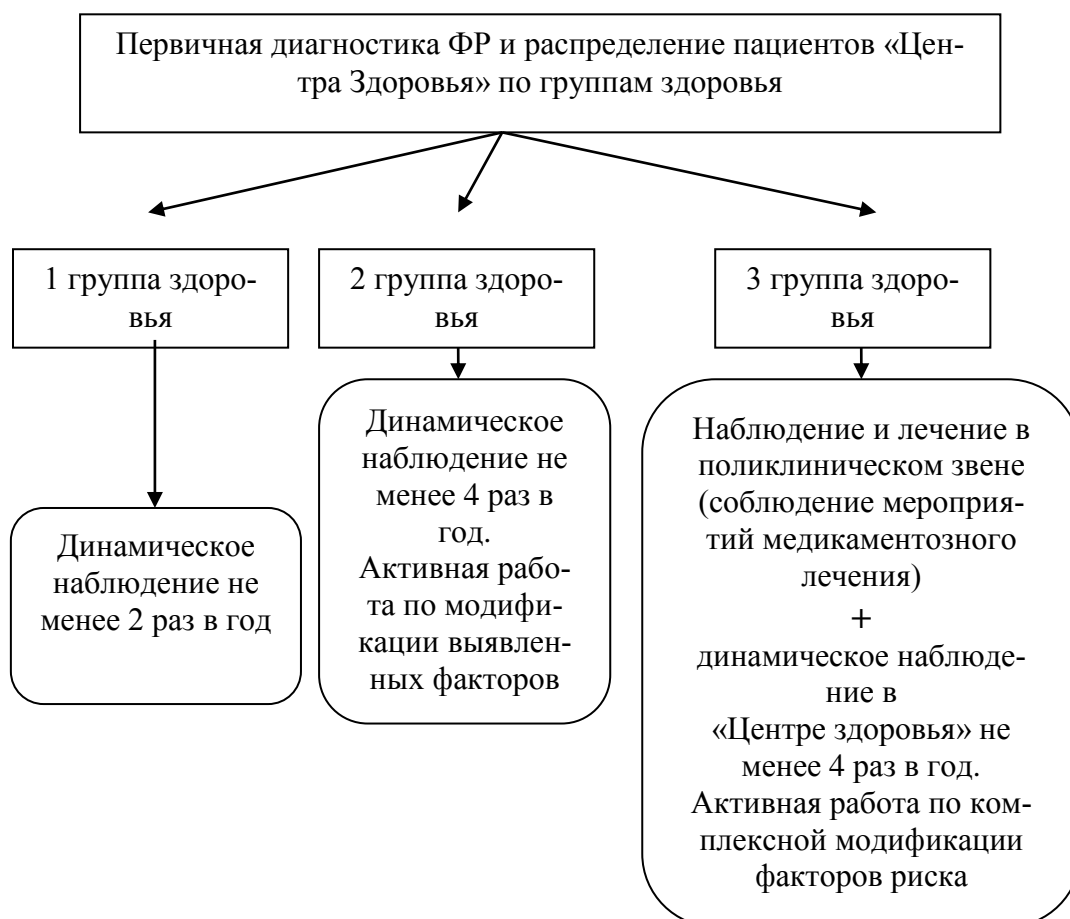 Первичная диагностика ФР и распределение пациентов «Цен-
тра Здоровья» по группам здоровья
1 группа здоро-
вья
2 группа здоро-
вья
3 группа здоро-
вья
Динамическое
наблюдение не
менее 2 раз в год
Динамическое
наблюдение не
менее 4 раз в
год.
Активная рабо-
та по модифи-
кации выявлен-
ных факторов
Наблюдение и лечение в
поликлиническом звене
(соблюдение мероприя-
тий медикаментозного
лечения)
+
динамическое наблюде-
ние в
«Центре здоровья» не
менее 4 раз в год.
Активная работа по ком-
плексной модификации
факторов риска